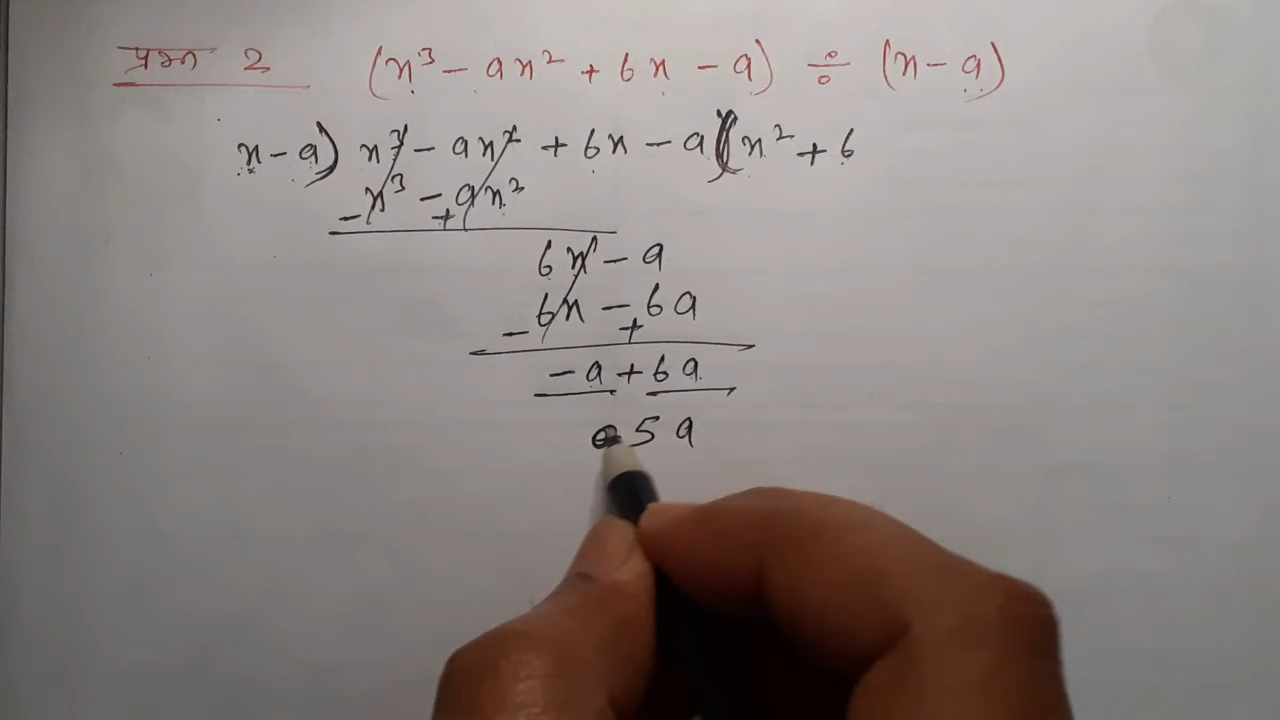 प्रश्न 2 (x³ - ax² + 6x - a) ÷ (x - a)
x - a) x³ - ax² + 6x - a (x² + 6
x³ - ax²
- +
6x - a
6x - 6a
- +
- a + 6a
5a